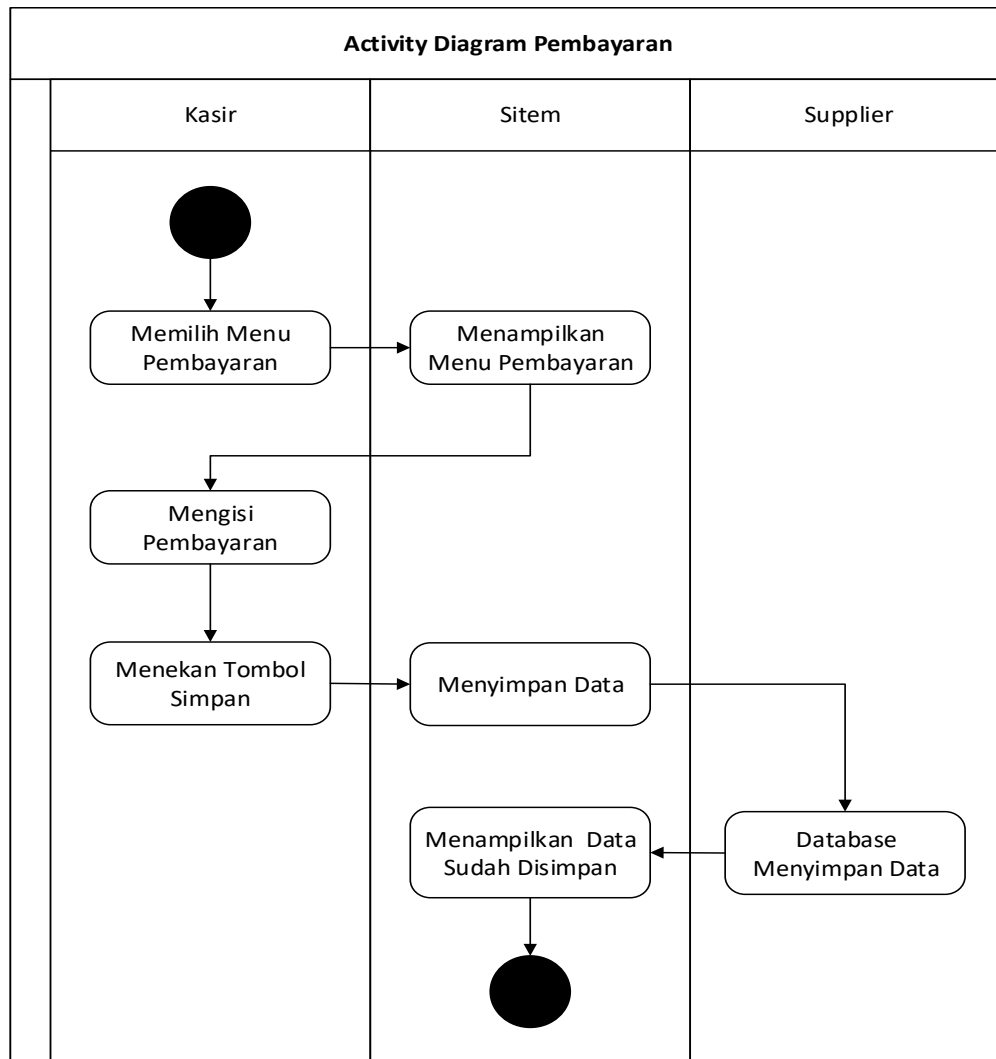 Activity Diagram Pembayaran
Kasir
Sitem
Supplier
Memilih Menu
Pembayaran
Menampilkan
Menu Pembayaran
Mengisi
Pembayaran
Menekan Tombol
Simpan
Menyimpan Data
Database
Menyimpan Data
Menampilkan  Data
Sudah Disimpan